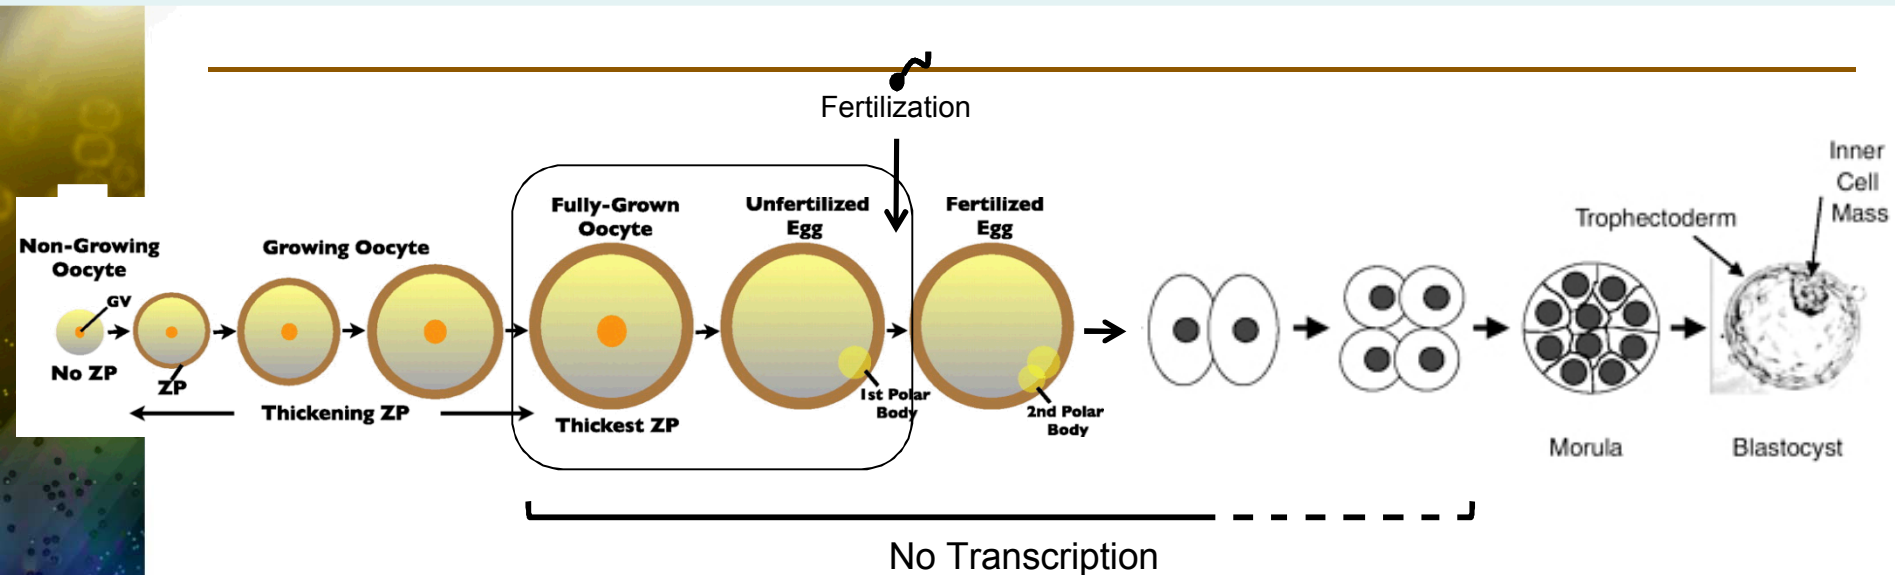 Fertilization
Non-Growing
Oocyte
GV
No ZP
ZP
Growing Oocyte
Thickening ZP
Fully-Grown
Oocyte
Thickest ZP
Unfertilized
Egg
1st Polar
Body
Fertilized
Egg
2nd Polar
Body
Morula
Trophectoderm
Inner
Cell
Mass
Blastocyst
No Transcription